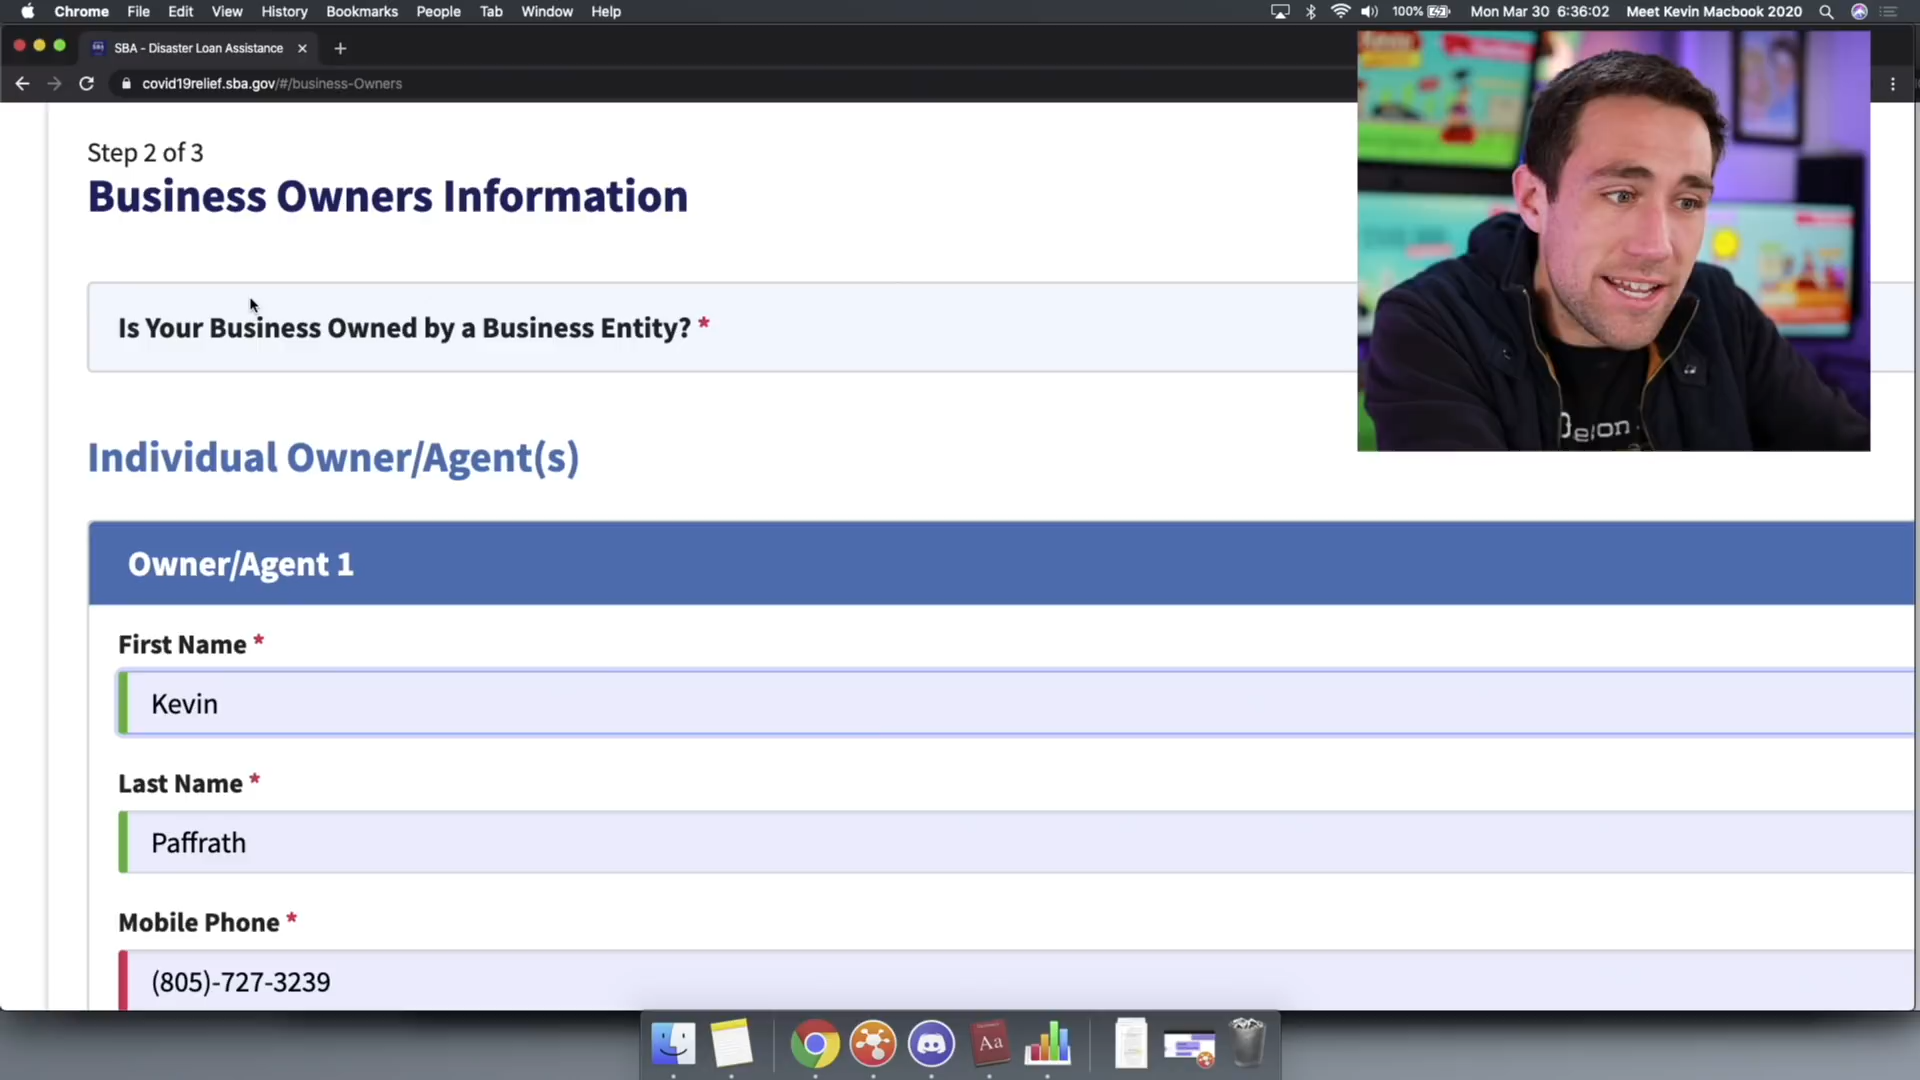 Chrome File Edit View History Bookmarks People Tab Window Help 100% Mon Mar 30 6:36:02 Meet Kevin Macbook 2020
SBA - Disaster Loan Assistance
covid19relief.sba.gov/#/business-Owners
Step 2 of 3
Business Owners Information
Is Your Business Owned by a Business Entity? *
Individual Owner/Agent(s)
Owner/Agent 1
First Name *
Kevin
Last Name *
Paffrath
Mobile Phone *
(805)-727-3239
Aa